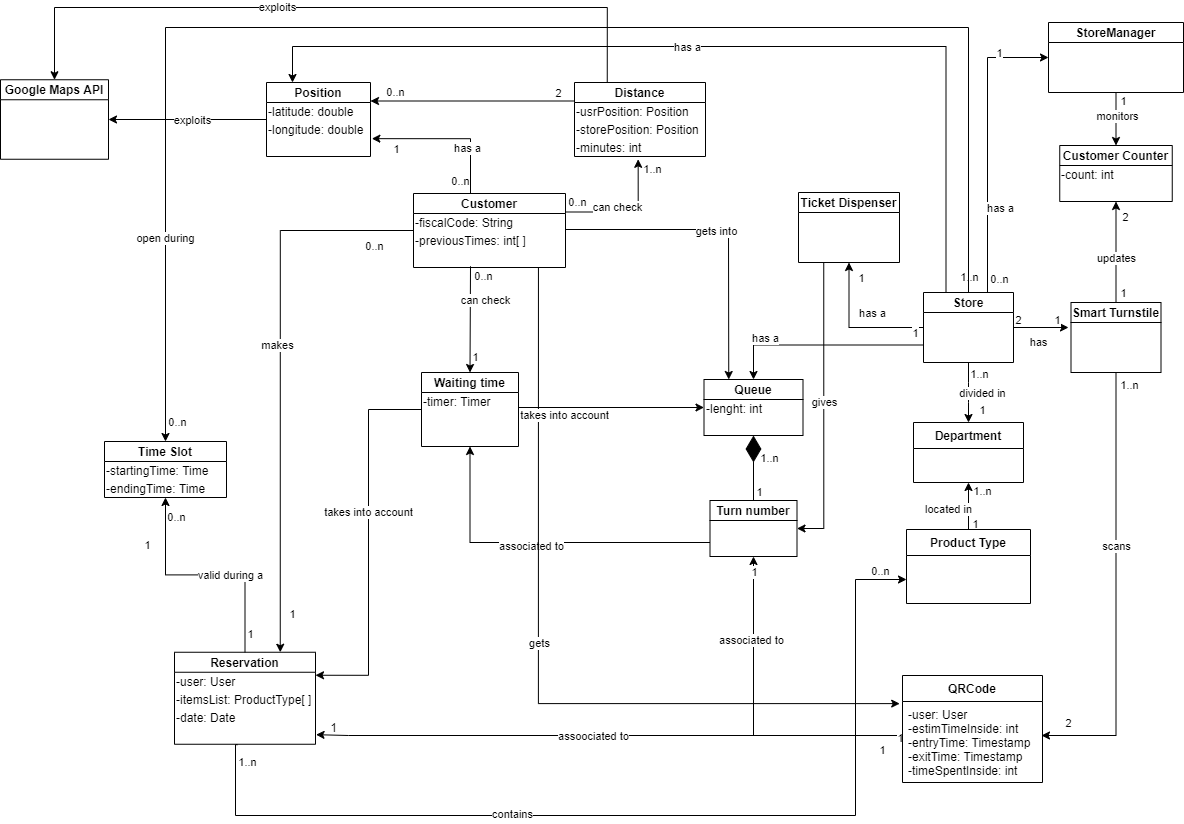 exploits
StoreManager
has a
1
Google Maps API
Position
0..n
2
Distance
-latitude: double
-longitude: double
-usrPosition: Position
-storePosition: Position
-minutes: int
exploits
1
monitors
has a
1
Customer Counter
-count: int
1..n
0..n
Customer
0..n
can check
-fiscalCode: String
-previousTimes: int[ ]
Ticket Dispenser
has a
2
open during
0..n
gets into
updates
0..n
can check
1
1..n
0..n
1
Store
Smart Turnstile
has a
1
2
1
has
makes
has a
1
Waiting time
-timer: Timer
1..n
1..n
divided in
Queue
-lenght: int
gives
1
takes into account
0..n
Department
Time Slot
-startingTime: Time
-endingTime: Time
1..n
1
1..n
located in
1
Turn number
takes into account
0..n
1
associated to
Product Type
scans
valid during a
1
0..n
1
1
associated to
gets
Reservation
-user: User
-itemsList: ProductType[ ]
-date: Date
QRCode
-user: User
-estimTimeInside: int
-entryTime: Timestamp
-exitTime: Timestamp
-timeSpentInside: int
1
assoociated to
1
1
2
1..n
contains